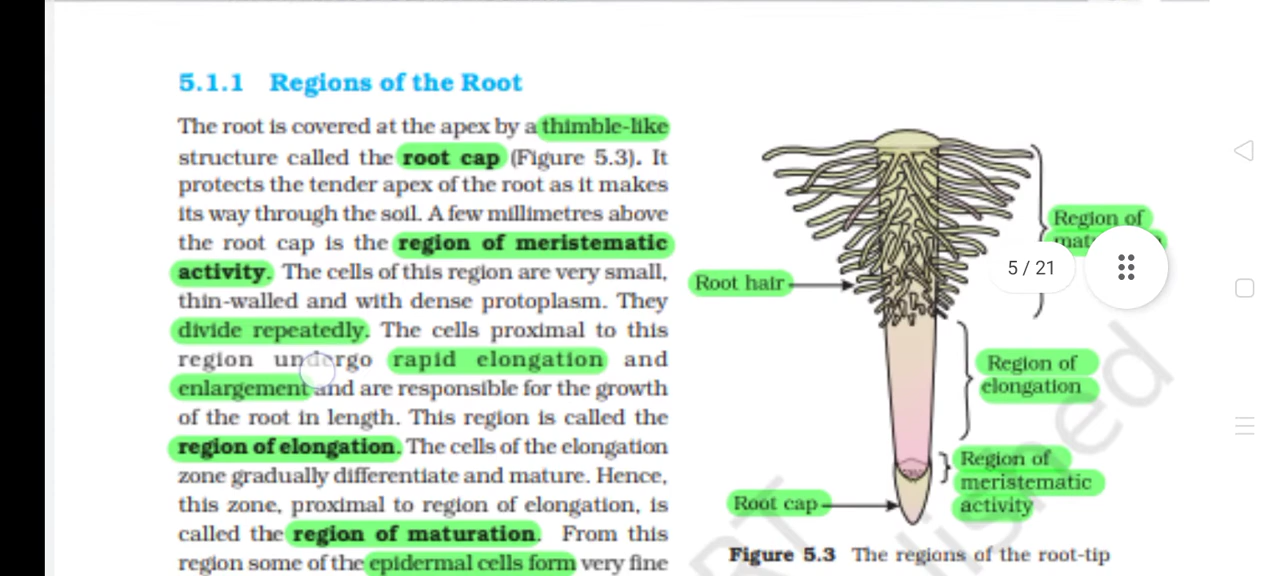 5.1.1 Regions of the Root
The root is covered at the apex by a thimble-like
structure called the root cap (Figure 5.3). It
protects the tender apex of the root as it makes
its way through the soil. A few millimetres above
the root cap is the region of meristematic
activity. The cells of this region are very small,
thin-walled and with dense protoplasm. They
divide repeatedly. The cells proximal to this
region undergo rapid elongation and
enlargement and are responsible for the growth
of the root in length. This region is called the
region of elongation. The cells of the elongation
zone gradually differentiate and mature. Hence,
this zone, proximal to region of elongation, is
called the region of maturation. From this
region some of the epidermal cells form very fine
Region of
5 / 21
Root hair
Region of
elongation
Region of
meristematic
activity
Root cap
Figure 5.3 The regions of the root-tip